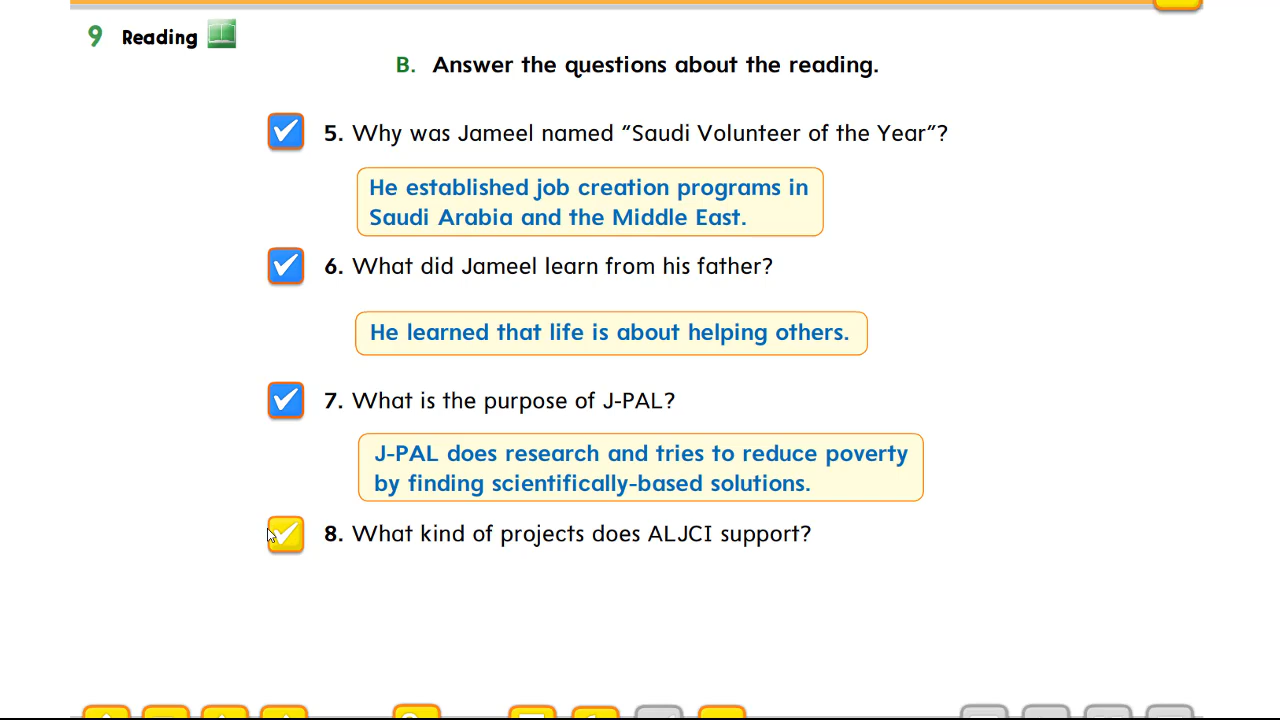 9 Reading
B. Answer the questions about the reading.
5. Why was Jameel named “Saudi Volunteer of the Year”?
He established job creation programs in
Saudi Arabia and the Middle East.
6. What did Jameel learn from his father?
He learned that life is about helping others.
7. What is the purpose of J-PAL?
J-PAL does research and tries to reduce poverty
by finding scientifically-based solutions.
8. What kind of projects does ALJCI support?